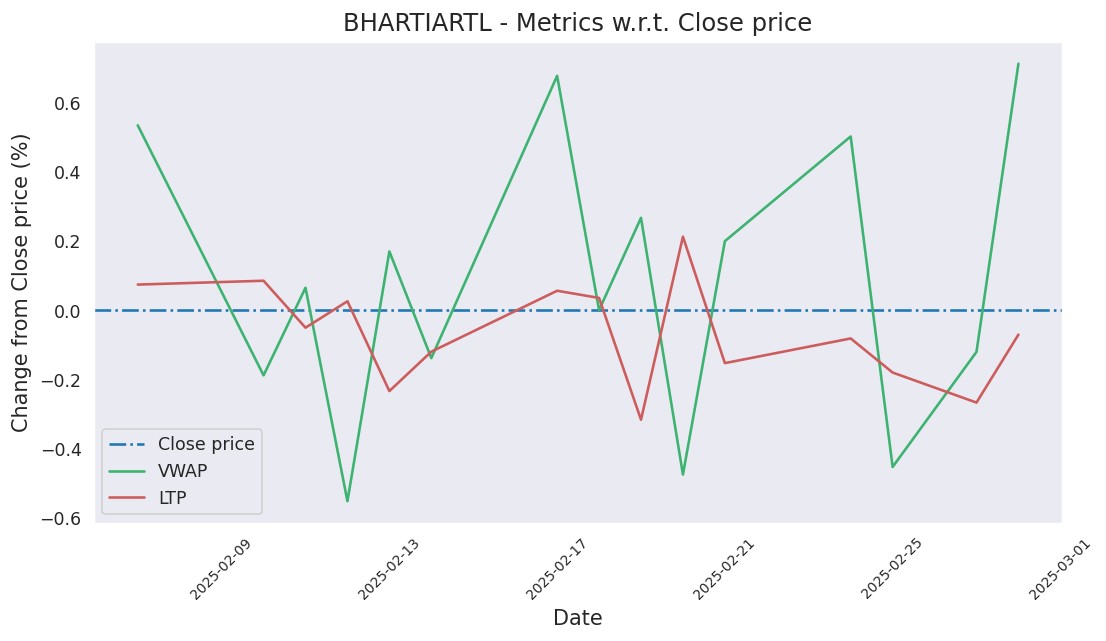 BHARTIARTL - Metrics w.r.t. Close price
Change from Close price (%)
0.6
0.4
0.2
0.0
−0.2
−0.4
−0.6
Close price
VWAP
LTP
2025-02-09
2025-02-13
2025-02-17
2025-02-21
2025-02-25
2025-03-01
Date